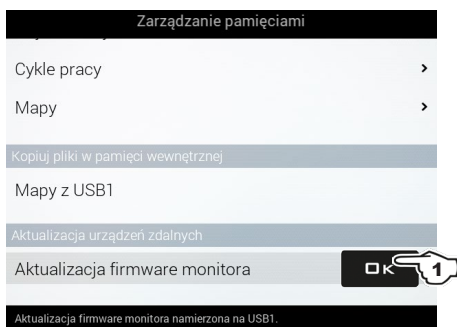 Zarządzanie pamięciami
Cykle pracy
Mapy
Kopiuj pliki w pamięci wewnętrznej
Mapy z USB1
Aktualizacja urządzeń zdalnych
Aktualizacja firmware monitora
OK
1
Aktualizacja firmware monitora namierzona na USB1.